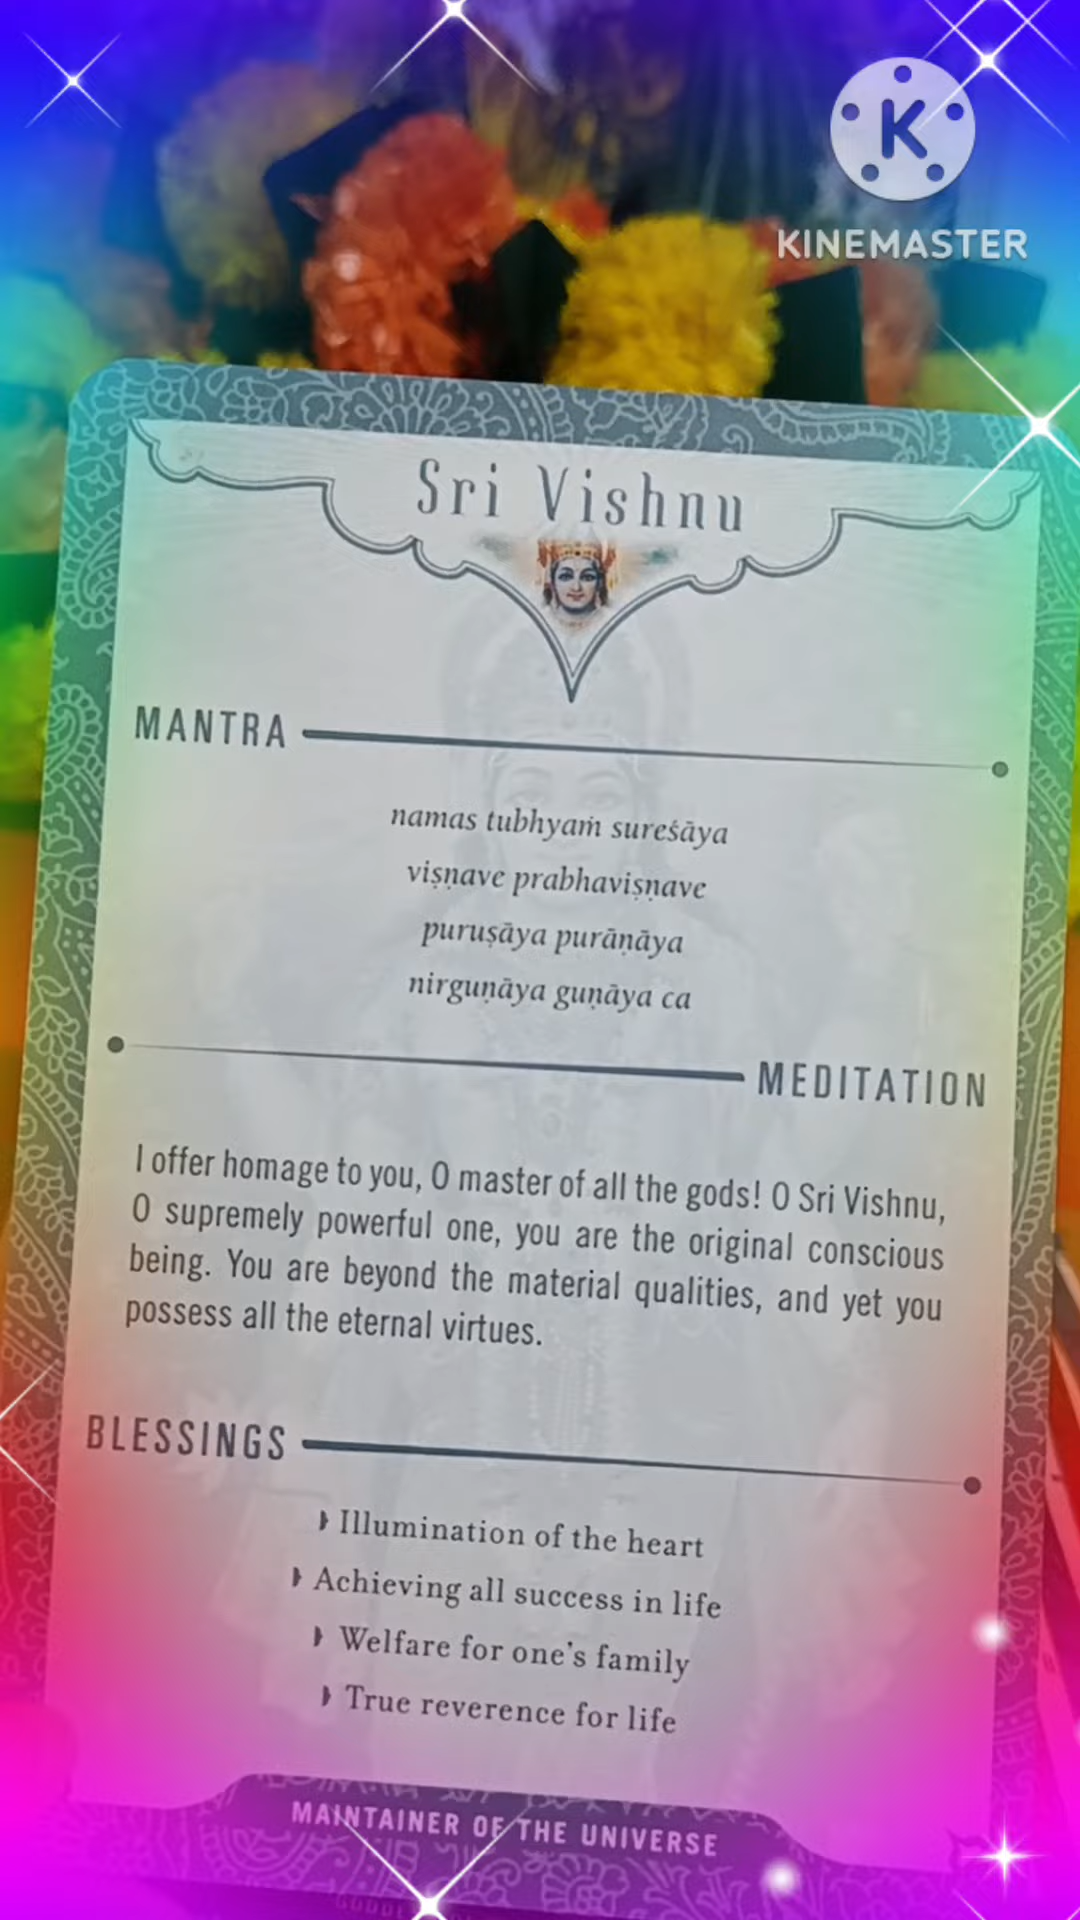 K
KINEMASTER
Sri Vishnu
MANTRA
namas tubhyaṁ sureśāya
viṣṇave prabhaviṣṇave
puruṣāya purāṇāya
nirguṇāya guṇāya ca
MEDITATION
I offer homage to you, O master of all the gods! O Sri Vishnu,
O supremely powerful one, you are the original conscious
being. You are beyond the material qualities, and yet you
possess all the eternal virtues.
BLESSINGS
Illumination of the heart
Achieving all success in life
Welfare for one's family
True reverence for life
MAINTAINER OF THE UNIVERSE